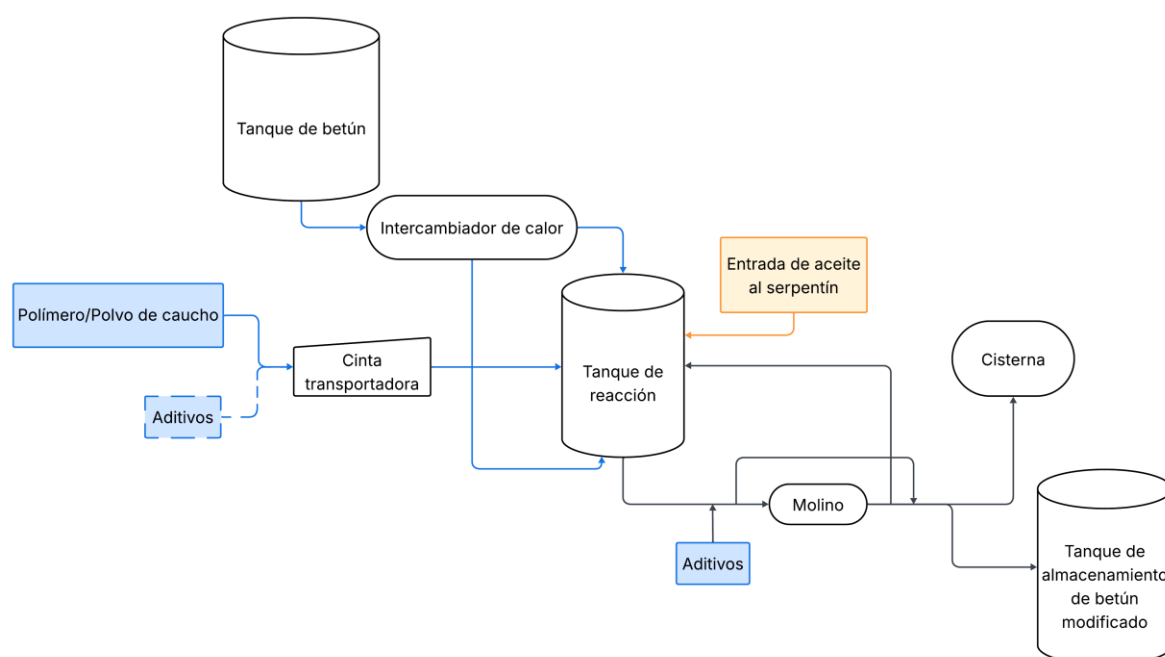 Tanque de betún
Intercambiador de calor
Entrada de aceite
al serpentín
Polímero/Polvo de caucho
Cinta
transportadora
Tanque de
reacción
Cisterna
Aditivos
Molino
Aditivos
Tanque de
almacenamiento
de betún
modificado